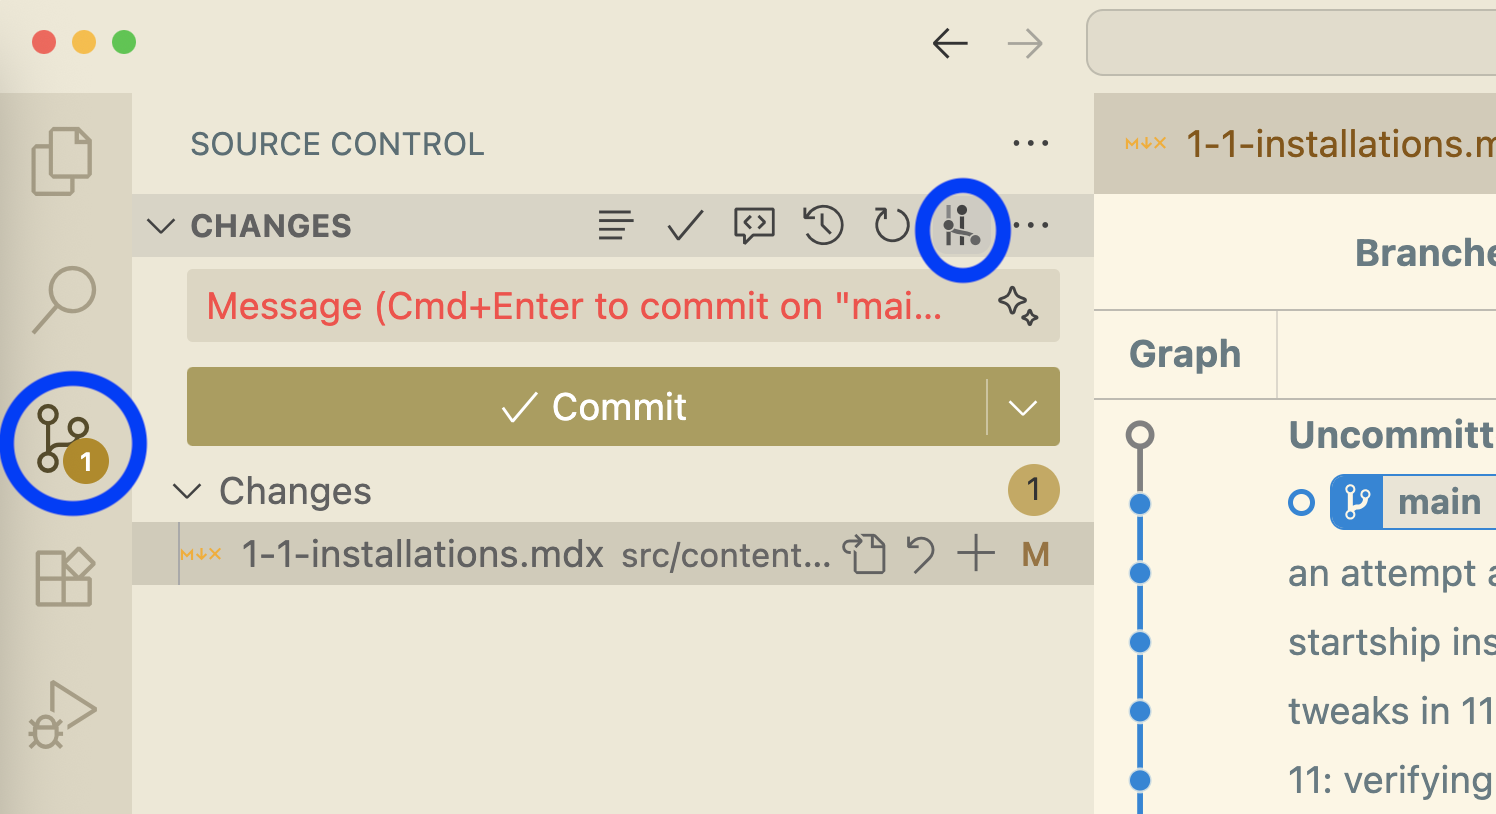 SOURCE CONTROL
1-1-installations.m
CHANGES
Branche
Message (Cmd+Enter to commit on "mai...
Graph
Commit
Uncommitt
1
Changes
1
main
1-1-installations.mdx src/content... M
an attempt a
startship ins
tweaks in 11
11: verifying